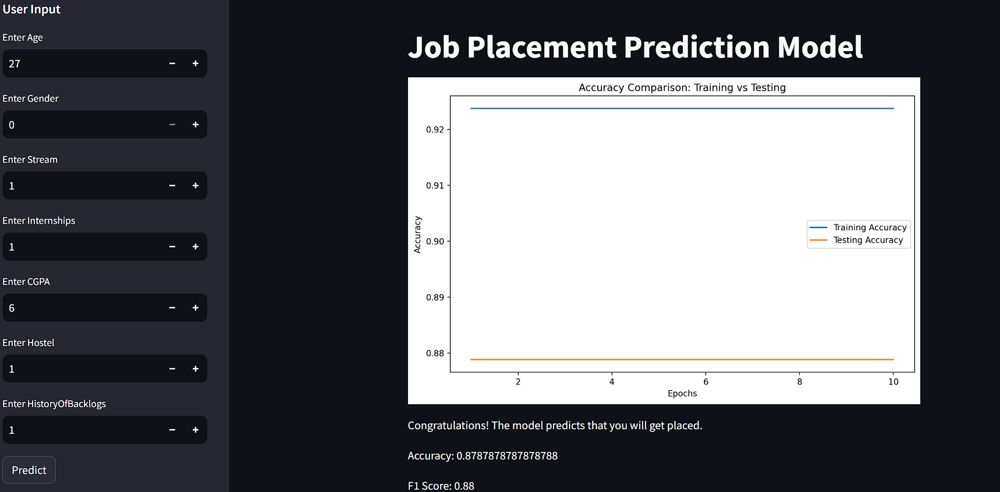 User Input
Enter Age
27
Enter Gender
0
Enter Stream
1
Enter Internships
1
Enter CGPA
6
Enter Hostel
1
Enter HistoryOfBacklogs
1
Predict
Job Placement Prediction Model
Accuracy Comparison: Training vs Testing
0.92
0.91
0.90
0.89
0.88
Accuracy
Training Accuracy
Testing Accuracy
2 4 6 8 10
Epochs
Congratulations! The model predicts that you will get placed.
Accuracy: 0.8787878787878788
F1 Score: 0.88